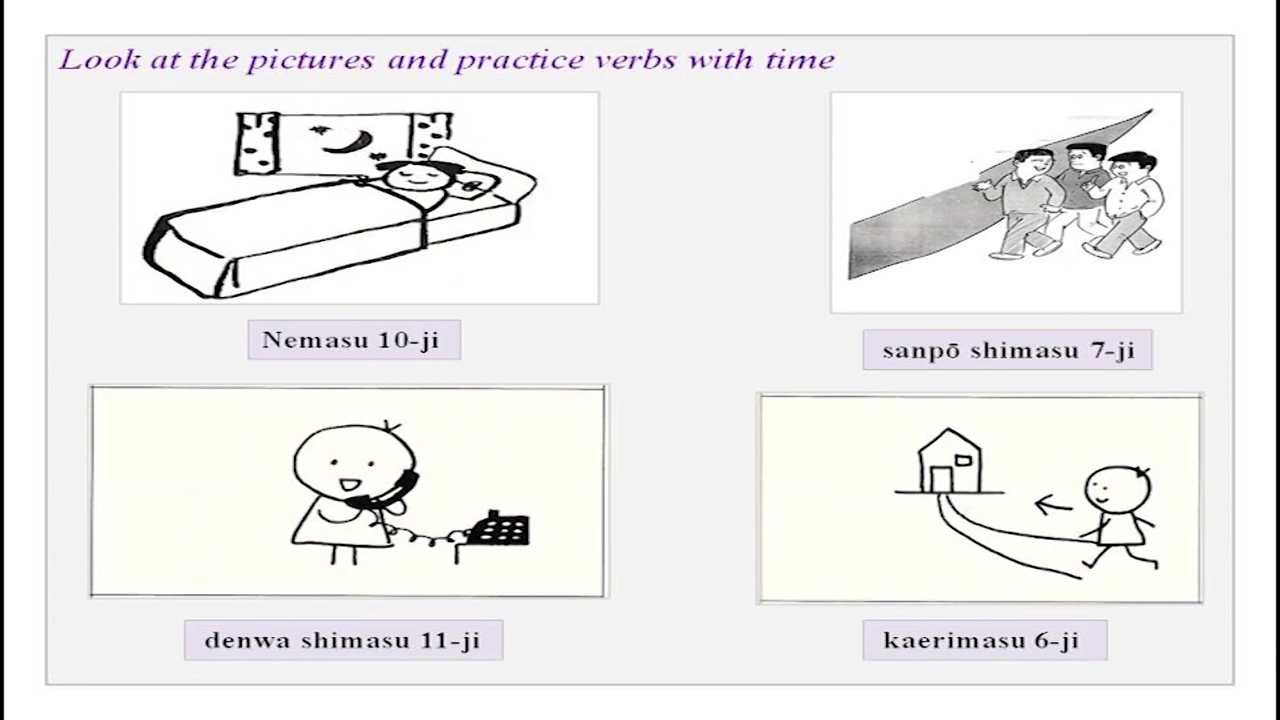 Look at the pictures and practice verbs with time
Nemasu 10-ji
sanpō shimasu 7-ji
denwa shimasu 11-ji
kaerimasu 6-ji